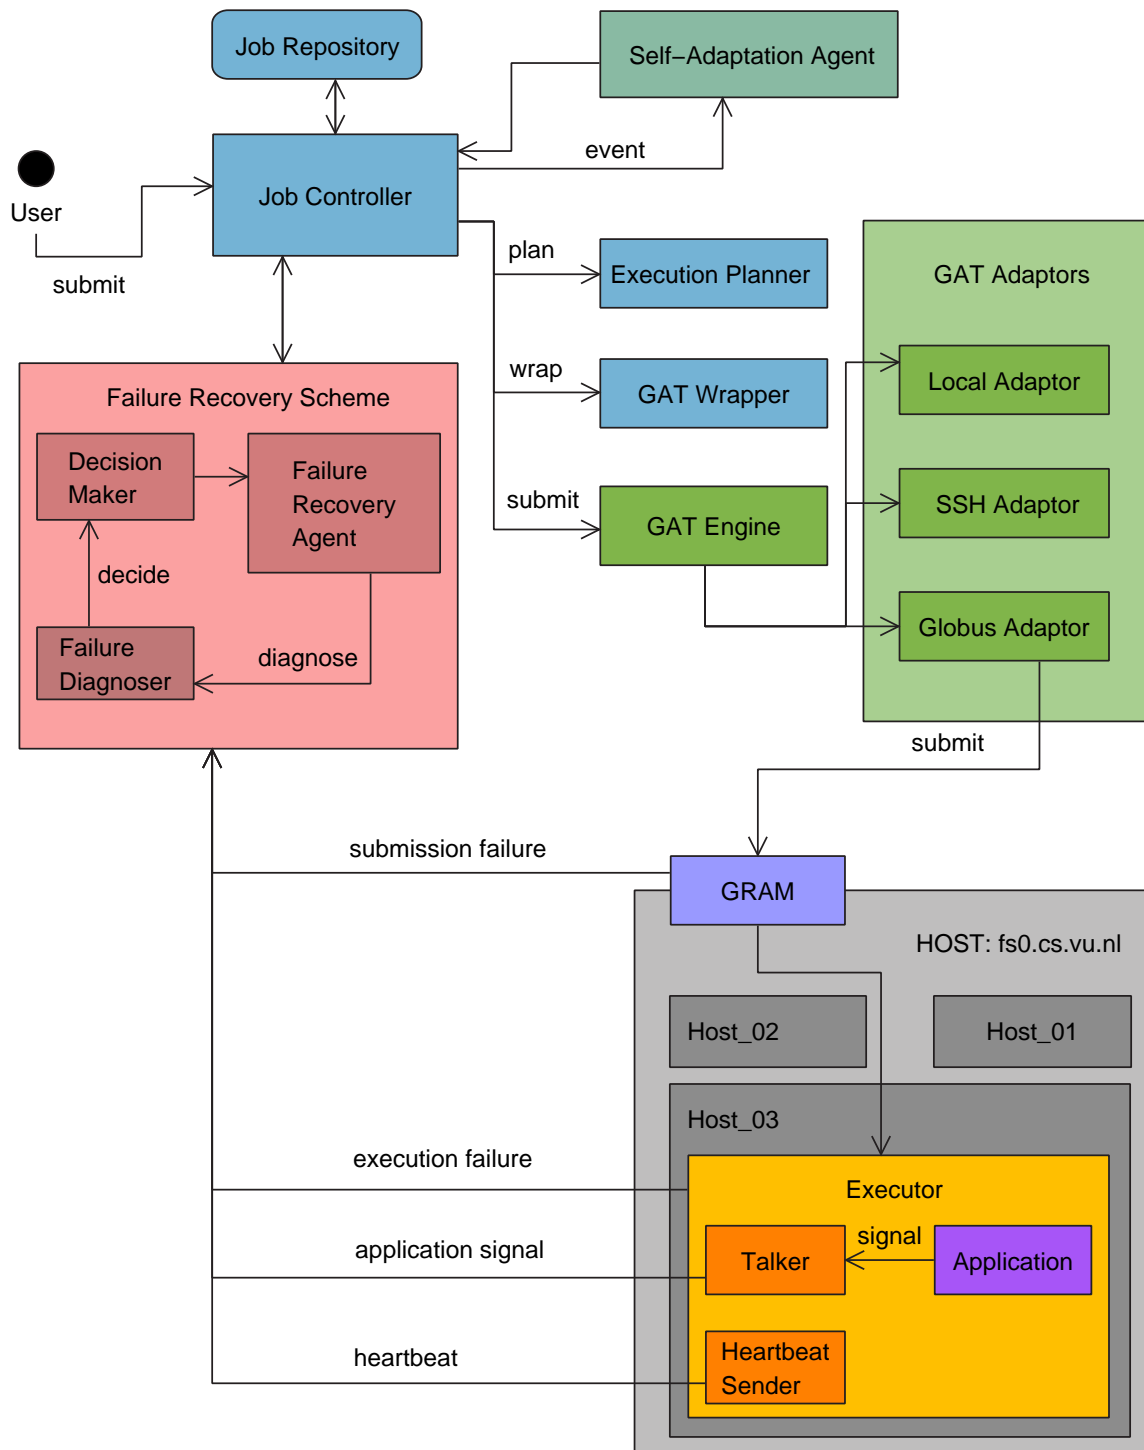 Job Repository
Self−Adaptation Agent
event
Job Controller
User
submit
plan
Execution Planner
GAT Adaptors
wrap
GAT Wrapper
Local Adaptor
Failure Recovery Scheme
Decision
Maker
Failure
Recovery
Agent
submit
GAT Engine
SSH Adaptor
decide
Failure
Diagnoser
diagnose
Globus Adaptor
submit
submission failure
GRAM
HOST: fs0.cs.vu.nl
Host_02
Host_01
Host_03
execution failure
Executor
application signal
Talker
signal
Application
heartbeat
Heartbeat
Sender